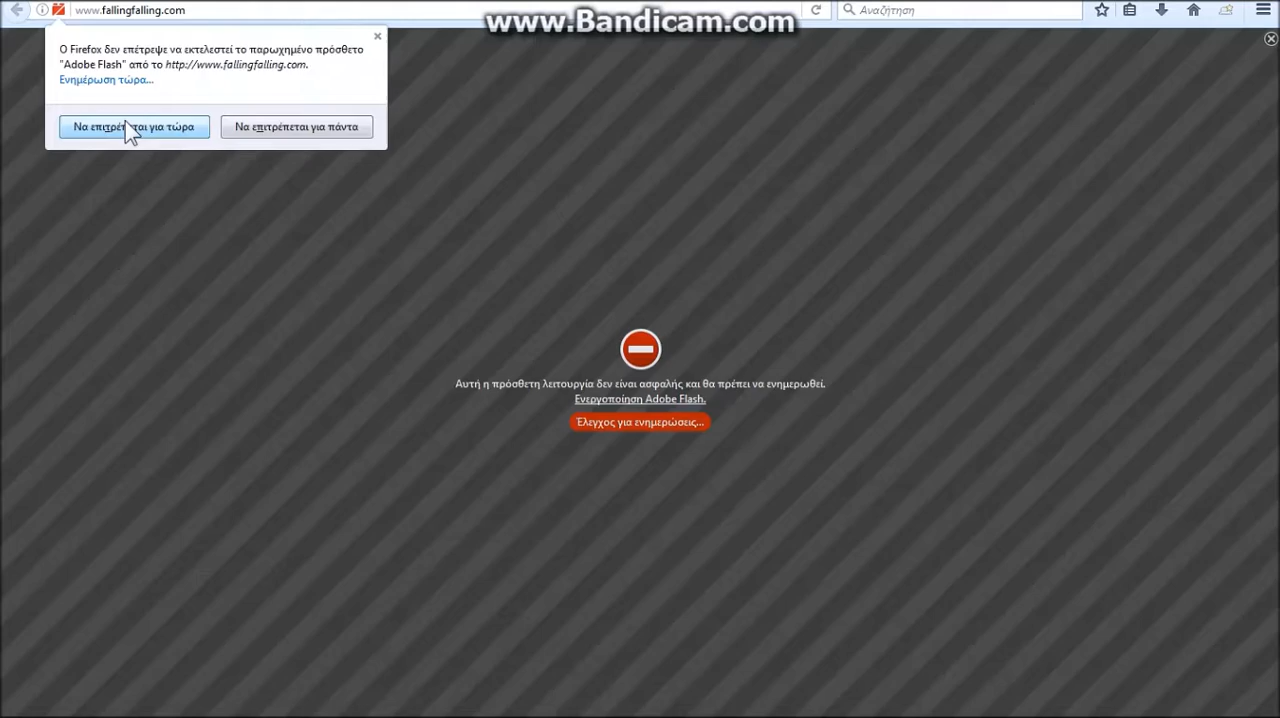 www.fallingfalling.com
Αναζήτηση
www.Bandicam.com
Ο Firefox δεν επέτρεψε να εκτελεστεί το παρωχημένο πρόσθετο
"Adobe Flash" από το http://www.fallingfalling.com.
Ενημέρωση τώρα...
Να επιτρέπεται για τώρα
Να επιτρέπεται για πάντα
Αυτή η πρόσθετη λειτουργία δεν είναι ασφαλής και θα πρέπει να ενημερωθεί.
Ενεργοποίηση Adobe Flash.
Έλεγχος για ενημερώσεις...